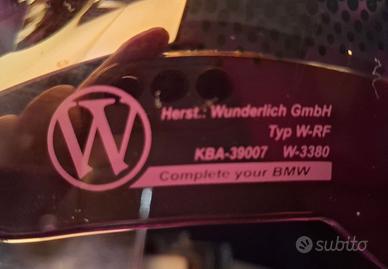 W
Herst.: Wunderlich GmbH
Typ W-RF
KBA-39007 W-3380
Complete your BMW
subito